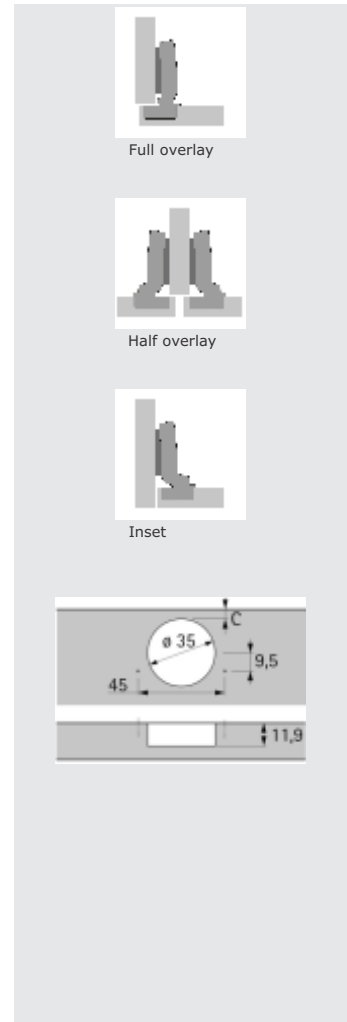 Full overlay
Half overlay
Inset
C
ø 35
9,5
45
11,9